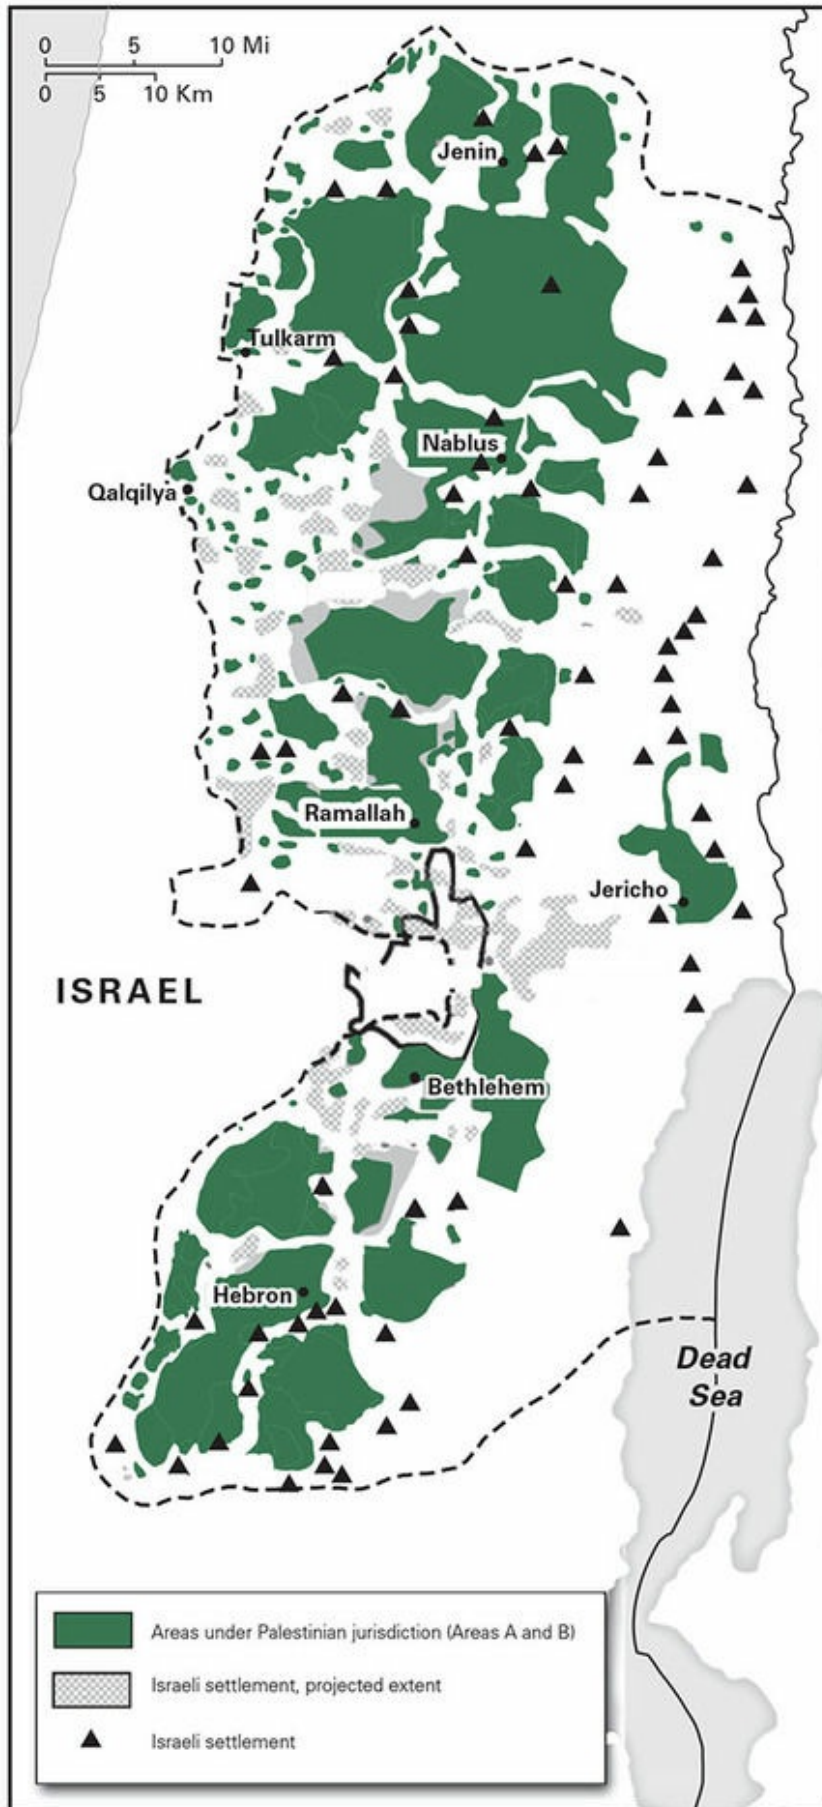 0 5 10 Mi
0 5 10 Km
Jenin
Tulkarm
Nablus
Qalqilya
Ramallah
Jericho
ISRAEL
Bethlehem
Hebron
Dead
Sea
Areas under Palestinian jurisdiction (Areas A and B)
Israeli settlement, projected extent
Israeli settlement